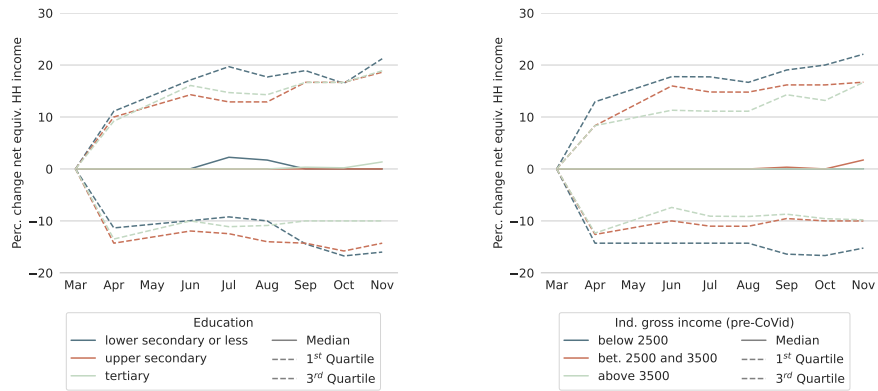 Perc. change net equiv. HH income
30
20
10
0
−10
−20
Mar Apr May Jun Jul Aug Sep Oct Nov
Education
lower secondary or less
upper secondary
tertiary
Median
1st Quartile
3rd Quartile
Perc. change net equiv. HH income
30
20
10
0
−10
−20
Mar Apr May Jun Jul Aug Sep Oct Nov
Ind. gross income (pre-CoVid)
below 2500
bet. 2500 and 3500
above 3500
Median
1st Quartile
3rd Quartile